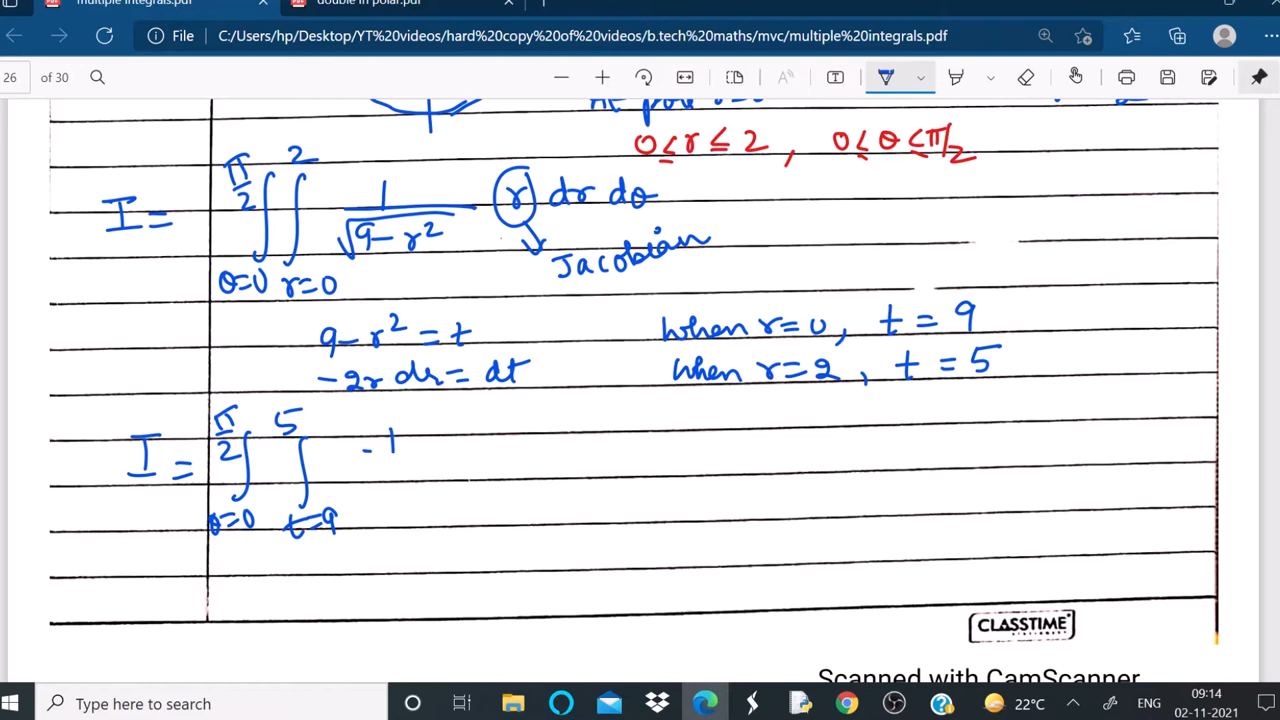 multiple integrals.pdf
double in polar.pdf
File C:/Users/hp/Desktop/YT%20videos/hard%20copy%20of%20videos/b.tech%20maths/mvc/multiple%20integrals.pdf
26 of 30
0 ≤ r ≤ 2 , 0 ≤ θ ≤ π/2
I = ∫_{θ=0}^{π/2} ∫_{r=0}^{2} 1/√(9-r²) r dr dθ
Jacobian
9 - r² = t when r = 0, t = 9
-2r dr = dt when r = 2, t = 5
I = ∫_{θ=0}^{π/2} ∫_{t=9}^{5} -1
CLASSTIME
Scanned with CamScanner
Type here to search
22°C
ENG
09:14
02-11-2021